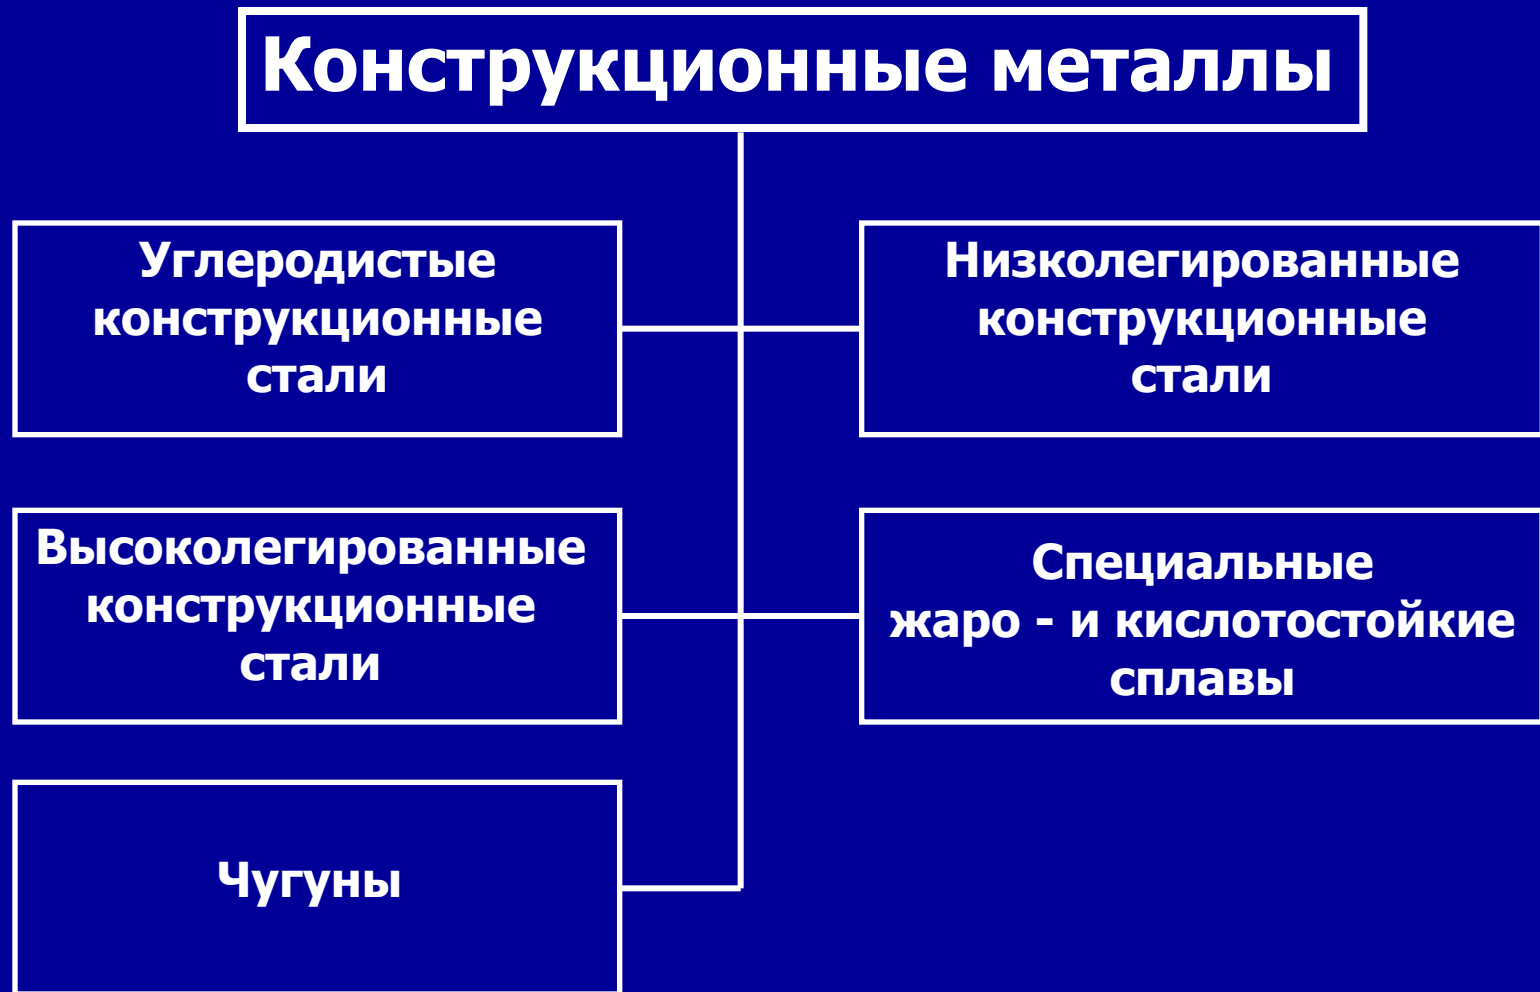 Конструкционные металлы
Углеродистые
конструкционные
стали
Низколегированные
конструкционные
стали
Высоколегированные
конструкционные
стали
Специальные
жаро - и кислотостойкие
сплавы
Чугуны